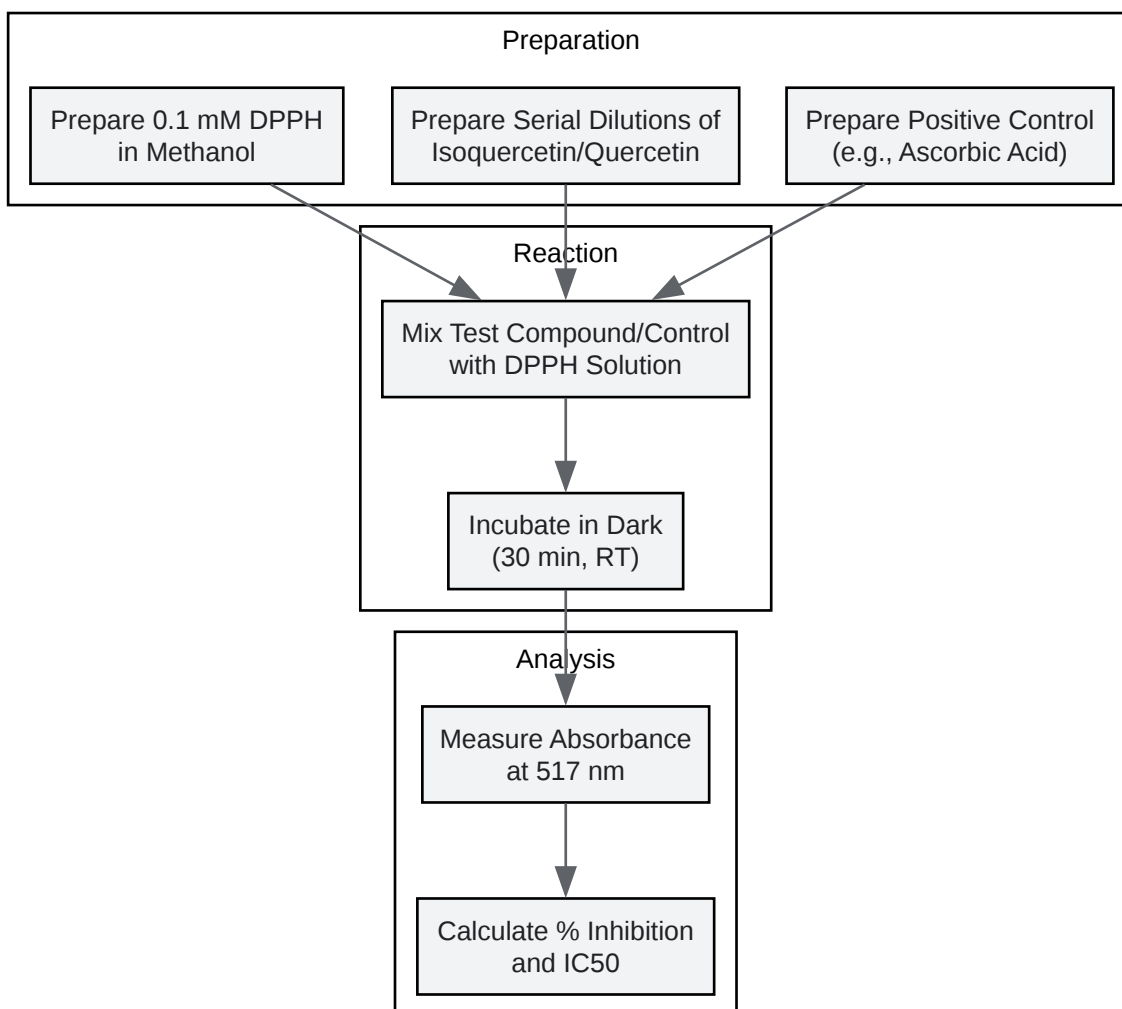 Preparation
Prepare 0.1 mM DPPH
in Methanol
Prepare Serial Dilutions of
Isoquercetin/Quercetin
Prepare Positive Control
(e.g., Ascorbic Acid)
Reaction
Mix Test Compound/Control
with DPPH Solution
Incubate in Dark
(30 min, RT)
Analysis
Measure Absorbance
at 517 nm
Calculate % Inhibition
and IC50